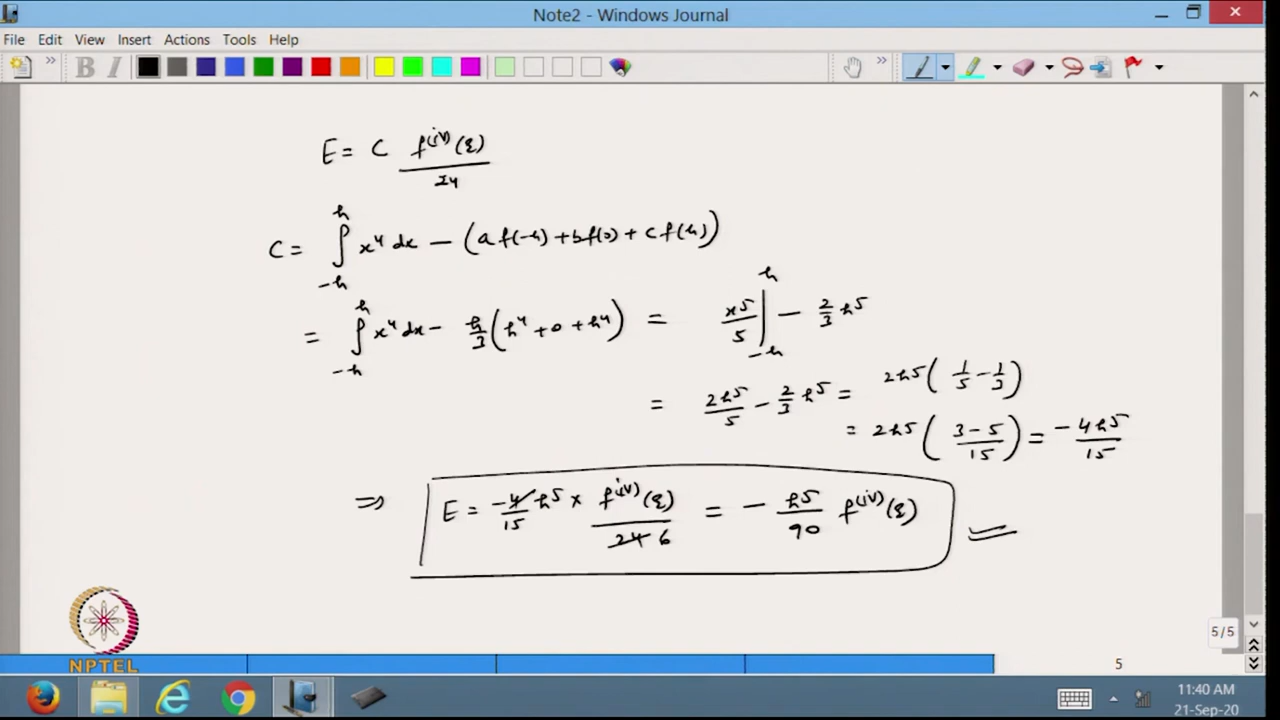 Note2 - Windows Journal
File Edit View Insert Actions Tools Help
E = C f^(iv)(ξ) / 24
C = ∫_{-h}^{h} x^4 dx - (a f(-h) + b f(0) + c f(h))
= ∫_{-h}^{h} x^4 dx - h/3 (h^4 + 0 + h^4) = x^5/5 |_{-h}^{h} - 2/3 h^5
= 2h^5/5 - 2/3 h^5 = 2h^5 (1/5 - 1/3)
= 2h^5 (3-5/15) = -4h^5/15
⇒ E = -4/15 h^5 × f^(iv)(ξ) / 24 6 = - h^5/90 f^(iv)(ξ)
5/5
NPTEL
5
11:40 AM
21-Sep-20